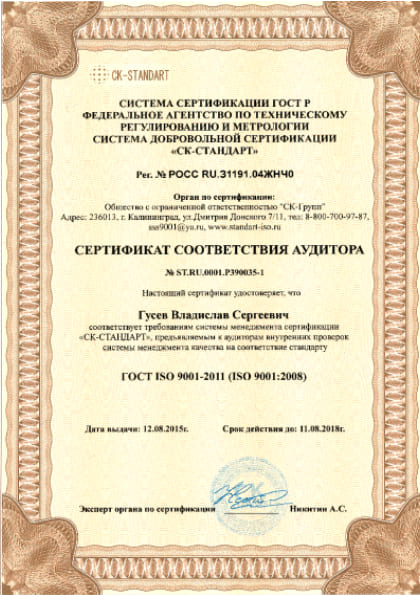 CK-STANDART
СИСТЕМА СЕРТИФИКАЦИИ ГОСТ Р
ФЕДЕРАЛЬНОЕ АГЕНТСТВО ПО ТЕХНИЧЕСКОМУ
РЕГУЛИРОВАНИЮ И МЕТРОЛОГИИ
СИСТЕМА ДОБРОВОЛЬНОЙ СЕРТИФИКАЦИИ
«СК-СТАНДАРТ»
Рег. № РОСС RU.31191.04ЖНЧ0
Орган по сертификации:
Общество с ограниченной ответственностью "СК-Групп"
Адрес: 236013, г. Калининград, ул.Дмитрия Донского 7/11, тел: 8-800-700-97-87,
sss9001@ya.ru, www.standart-iso.ru
СЕРТИФИКАТ СООТВЕТСТВИЯ АУДИТОРА
№ ST.RU.0001.P390035-1
Настоящий сертификат удостоверяет, что
Гусев Владислав Сергеевич
соответствует требованиям системы менеджмента сертификации
«СК-СТАНДАРТ», предъявляемым к аудиторам внутренних проверок
системы менеджмента качества на соответствие стандарту
ГОСТ ISO 9001-2011 (ISO 9001:2008)
Дата выдачи: 12.08.2015г. Срок действия до: 11.08.2018г.
Эксперт органа по сертификации Никитин А.С.